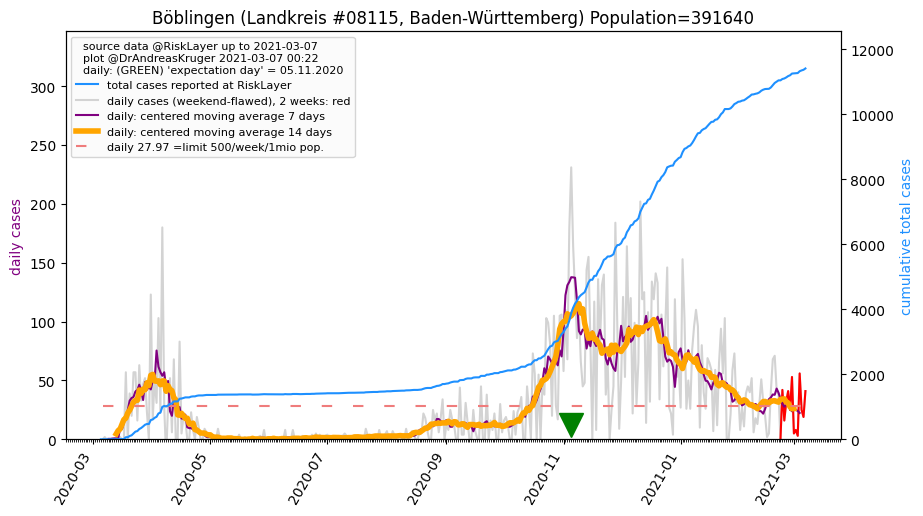 Böblingen (Landkreis #08115, Baden-Württemberg) Population=391640
source data @RiskLayer up to 2021-03-07
plot @DrAndreasKruger 2021-03-07 00:22
daily: (GREEN) 'expectation day' = 05.11.2020
total cases reported at RiskLayer
daily cases (weekend-flawed), 2 weeks: red
daily: centered moving average 7 days
daily: centered moving average 14 days
daily 27.97 =limit 500/week/1mio pop.
daily cases
300
250
200
150
100
50
0
12000
10000
8000
6000
4000
2000
0
cumulative total cases
2020-03
2020-05
2020-07
2020-09
2020-11
2021-01
2021-03